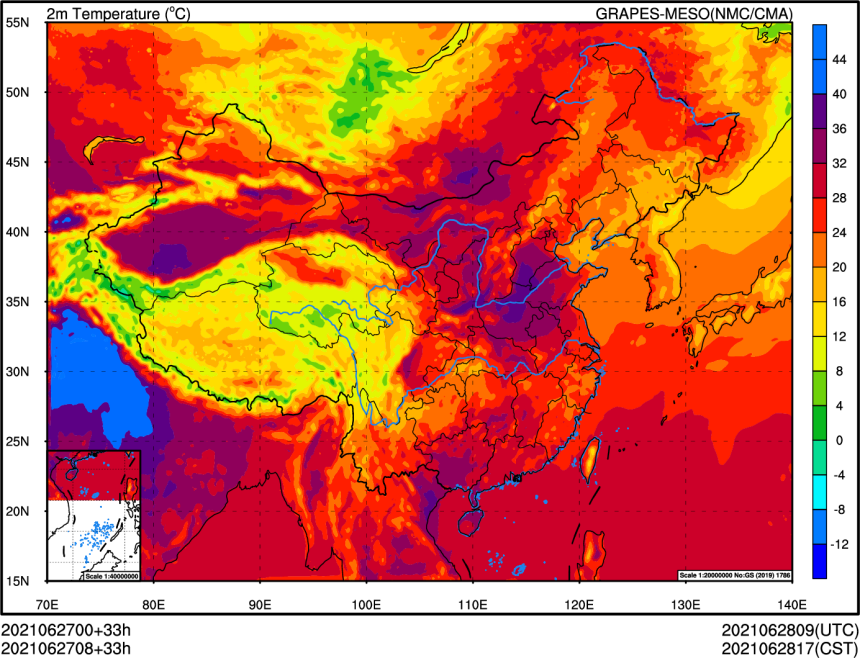 2m Temperature (°C) GRAPES-MESO(NMC/CMA)
55N
50N
45N
40N
35N
30N
25N
20N
15N
70E 80E 90E 100E 110E 120E 130E 140E
44
40
36
32
28
24
20
16
12
8
4
0
-4
-8
-12
Scale 1:40000000
Scale 1:20000000 No:GS (2019) 1786
2021062700+33h 2021062809(UTC)
2021062708+33h 2021062817(CST)